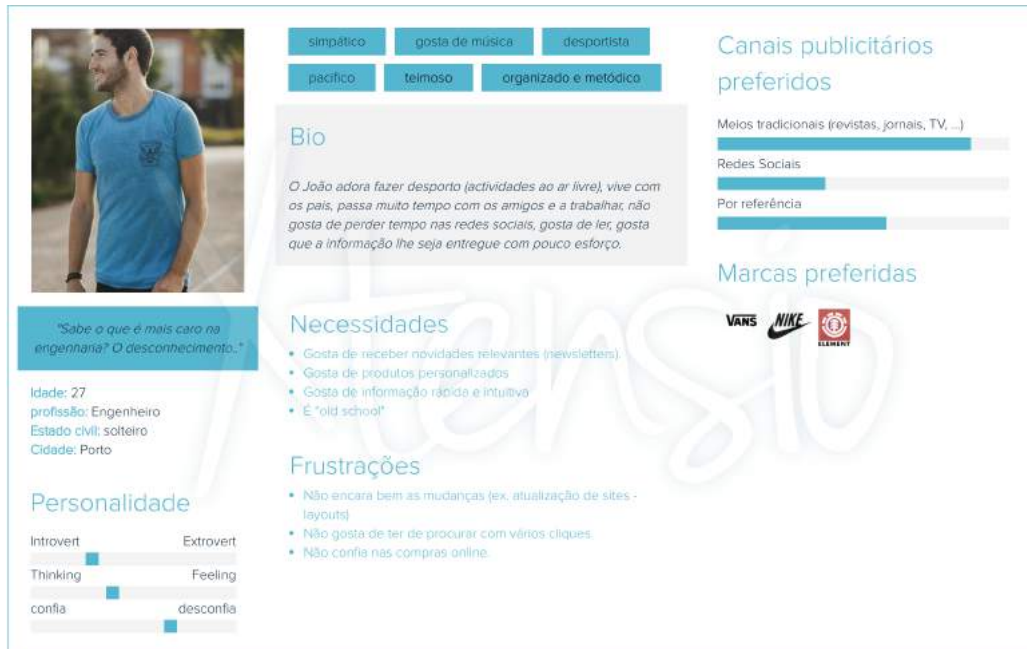 simpático
gosta de música
desportista
pacifico
teimoso
organizado e metódico
Bio
O João adora fazer desporto (actividades ao ar livre), vive com
os pais, passa muito tempo com os amigos e a trabalhar, não
gosta de perder tempo nas redes sociais, gosta de ler, gosta
que a informação lhe seja entregue com pouco esforço.
"Sabe o que é mais caro na
engenharia? O desconhecimento.."
Idade: 27
profissão: Engenheiro
Estado civil: solteiro
Cidade: Porto
Personalidade
Introvert
Extrovert
Thinking
Feeling
confia
desconfia
Necessidades
Gosta de receber novidades relevantes (newsletters).
Gosta de produtos personalizados
Gosta de informação rápida e intuitiva
É "old school"
Frustrações
Não encara bem as mudanças (ex. atualização de sites -
layouts)
Não gosta de ter de procurar com vários cliques.
Não confia nas compras online.
Canais publicitários
preferidos
Meios tradicionais (revistas, jornais, TV, ...)
Redes Sociais
Por referência
Marcas preferidas
VANS
NIKE
ELEMENT
Xtensio